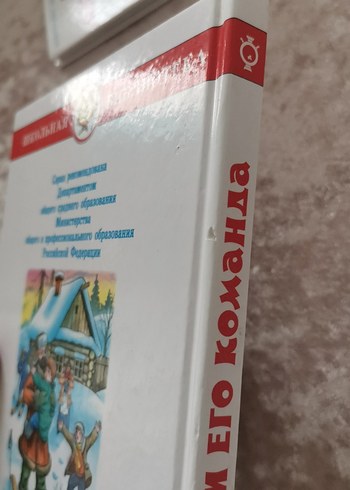 ШКОЛЬНАЯ
Серия рекомендована
Департаментом
общего среднего образования
Министерства
общего и профессионального образования
Российской Федерации
И ЕГО КОМАНДА